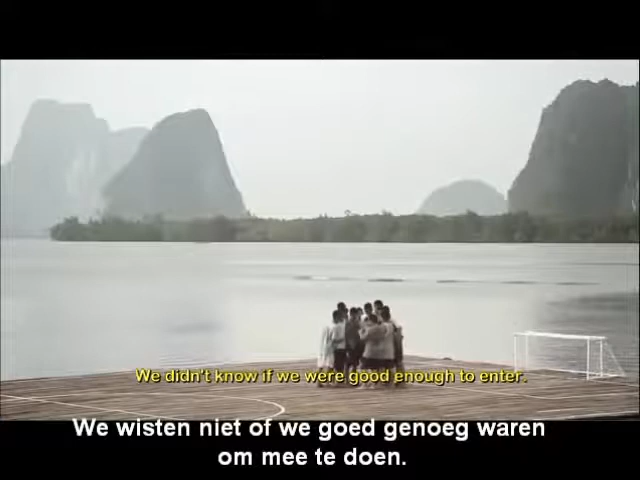 We didn't know if we were good enough to enter.
We wisten niet of we goed genoeg waren
om mee te doen.